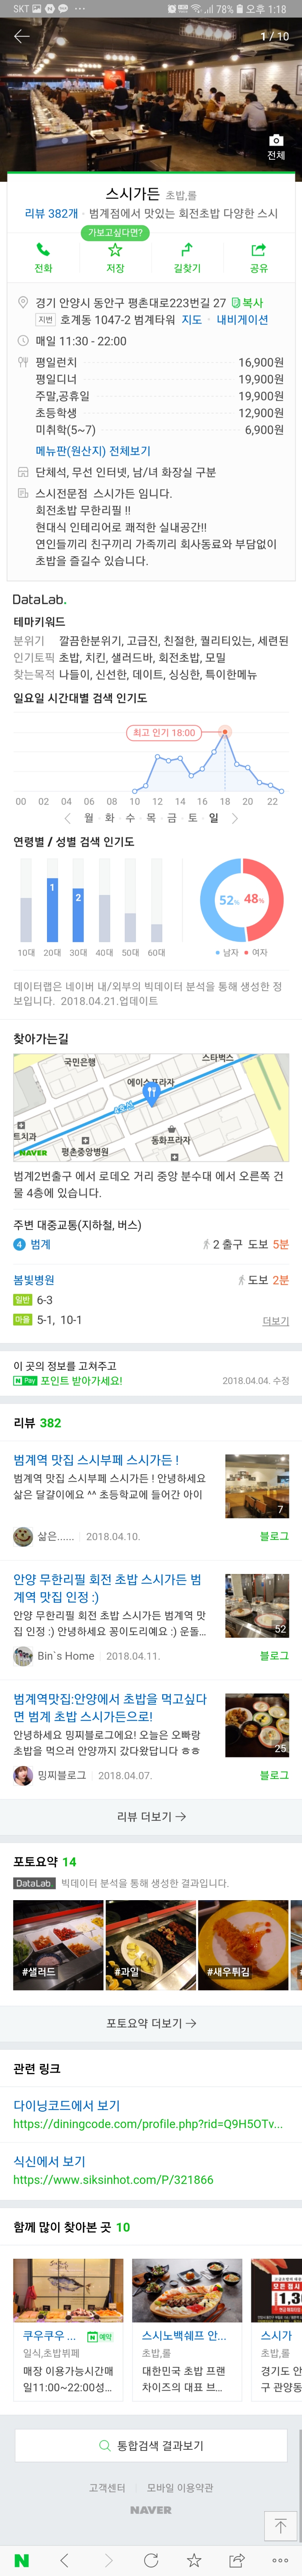 SKT 78% 오후 1:18
1 / 10
전체
스시가든 초밥,롤
리뷰 382개 · 범계점에서 맛있는 회전초밥 다양한 스시
가보고싶다면?
전화 저장 길찾기 공유
경기 안양시 동안구 평촌대로223번길 27 복사
지번 호계동 1047-2 범계타워 지도 · 내비게이션
매일 11:30 - 22:00
평일런치 16,900원
평일디너 19,900원
주말,공휴일 19,900원
초등학생 12,900원
미취학(5~7) 6,900원
메뉴판(원산지) 전체보기
단체석, 무선 인터넷, 남/녀 화장실 구분
스시전문점 스시가든 입니다.
회전초밥 무한리필 !!
현대식 인테리어로 쾌적한 실내공간!!
연인들끼리 친구끼리 가족끼리 회사동료와 부담없이
초밥을 즐길수 있습니다.
DataLab.
테마키워드
분위기 깔끔한분위기, 고급진, 친절한, 퀄리티있는, 세련된
인기토픽 초밥, 치킨, 샐러드바, 회전초밥, 모밀
찾는목적 나들이, 신선한, 데이트, 싱싱한, 특이한메뉴
일요일 시간대별 검색 인기도
최고 인기 18:00
00 02 04 06 08 10 12 14 16 18 20 22
월 · 화 · 수 · 목 · 금 · 토 · 일
연령별 / 성별 검색 인기도
1
2
52% 48%
10대 20대 30대 40대 50대 60대
남자 여자
데이터랩은 네이버 내/외부의 빅데이터 분석을 통해 생성한 정
보입니다. 2018.04.21.업데이트
찾아가는길
국민은행
스타벅스
에이스프라자
트치과
평촌중앙병원
동화프라자
NAVER
범계2번출구 에서 로데오 거리 중앙 분수대 에서 오른쪽 건
물 4층에 있습니다.
주변 대중교통(지하철, 버스)
4 범계 2 출구 도보 5분
봄빛병원 도보 2분
일반 6-3
마을 5-1, 10-1 더보기
이 곳의 정보를 고쳐주고
N Pay 포인트 받아가세요! 2018.04.04. 수정
리뷰 382
범계역 맛집 스시부페 스시가든 !
범계역 맛집 스시부페 스시가든 ! 안녕하세요
삶은 달걀이에요 ^^ 초등학교에 들어간 아이
7
삶은...... 2018.04.10. 블로그
안양 무한리필 회전 초밥 스시가든 범
계역 맛집 인정 :)
안양 무한리필 회전 초밥 스시가든 범계역 맛
집 인정 :) 안녕하세요 꽁이도리예요 :) 운돌...
52
Bin`s Home 2018.04.11. 블로그
범계역맛집:안양에서 초밥을 먹고싶다
면 범계 초밥 스시가든으로!
안녕하세요 밍찌블로그에요! 오늘은 오빠랑
초밥을 먹으러 안양까지 갔다왔답니다 ㅎㅎ
25
밍찌블로그 2018.04.07. 블로그
리뷰 더보기 →
포토요약 14
DataLab 빅데이터 분석을 통해 생성한 결과입니다.
#샐러드 #과일 #새우튀김
포토요약 더보기 →
관련 링크
다이닝코드에서 보기
https://diningcode.com/profile.php?rid=Q9H5OTv...
식신에서 보기
https://www.siksinhot.com/P/321866
함께 많이 찾아본 곳 10
쿠우쿠우 ... N 예약
일식,초밥뷔페
매장 이용가능시간매
일11:00~22:00성...
스시노백쉐프 안...
초밥,롤
대한민국 초밥 프랜
차이즈의 대표 브...
스시가
초밥,롤
경기도 안
구 관양동
통합검색 결과보기
고객센터 모바일 이용약관
NAVER
N